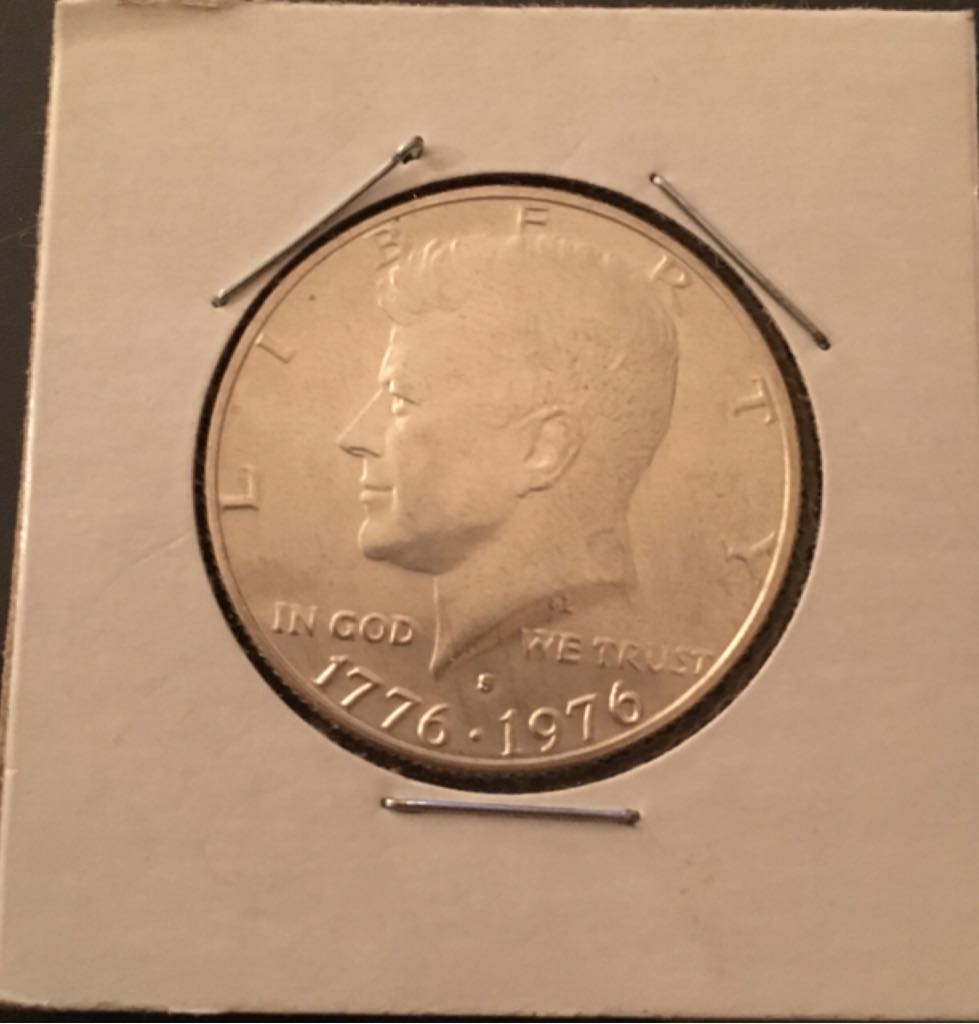 LIBERTY
IN GOD WE TRUST
S
1776 · 1976